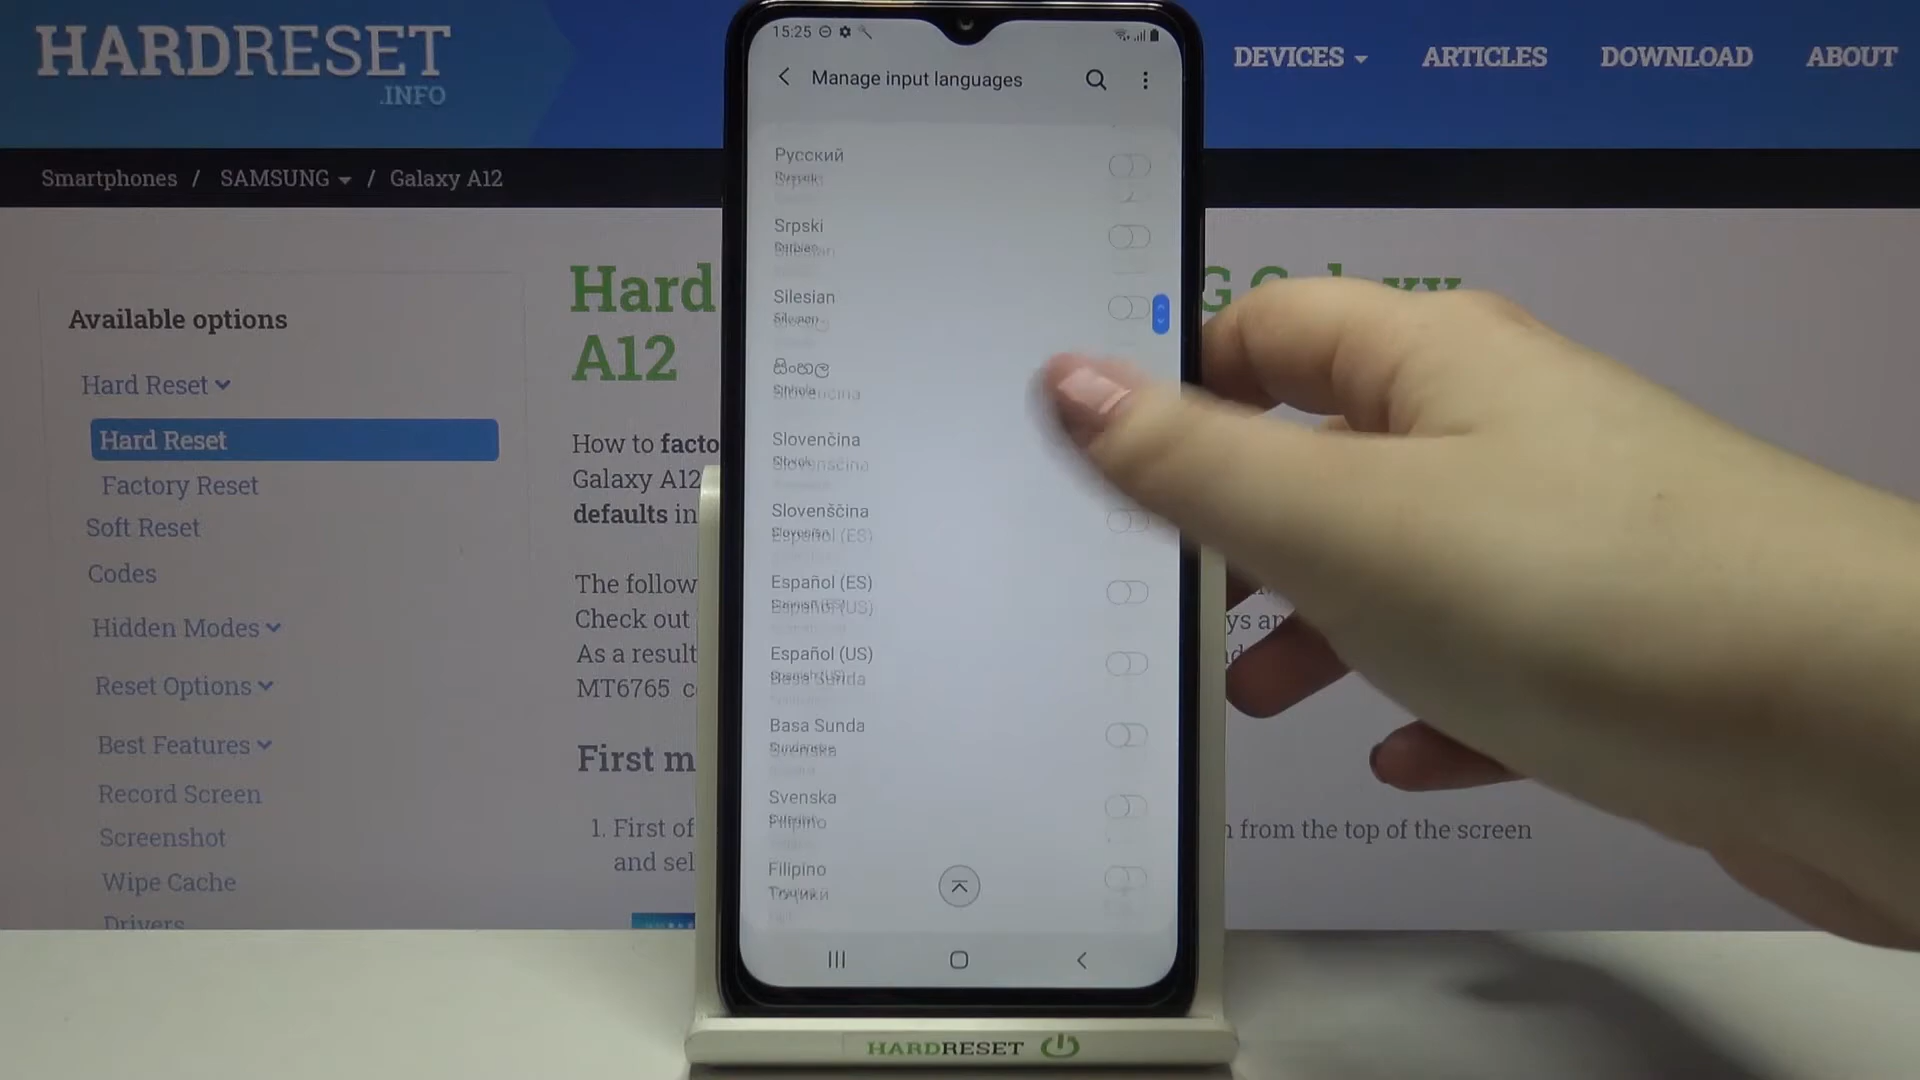 HARDRESET
.INFO
DEVICES
ARTICLES
DOWNLOAD
ABOUT
Smartphones / SAMSUNG / Galaxy A12
Available options
Hard Reset
Hard Reset
Factory Reset
Soft Reset
Codes
Hidden Modes
Reset Options
Best Features
Record Screen
Screenshot
Wipe Cache
Drivers
Hard
G Galaxy
A12
How to
Galaxy A12
defaults in
The follow
Check out
As a result
MT6765
First
1. First of
n from the top of the screen
and sel
15:25
Manage input languages
Русский
Srpski
Silesian
සිංහල
Slovenčina
Slovenščina
Español (ES)
Español (US)
Basa Sunda
Svenska
Filipino
Тоҷикӣ
HARDRESET